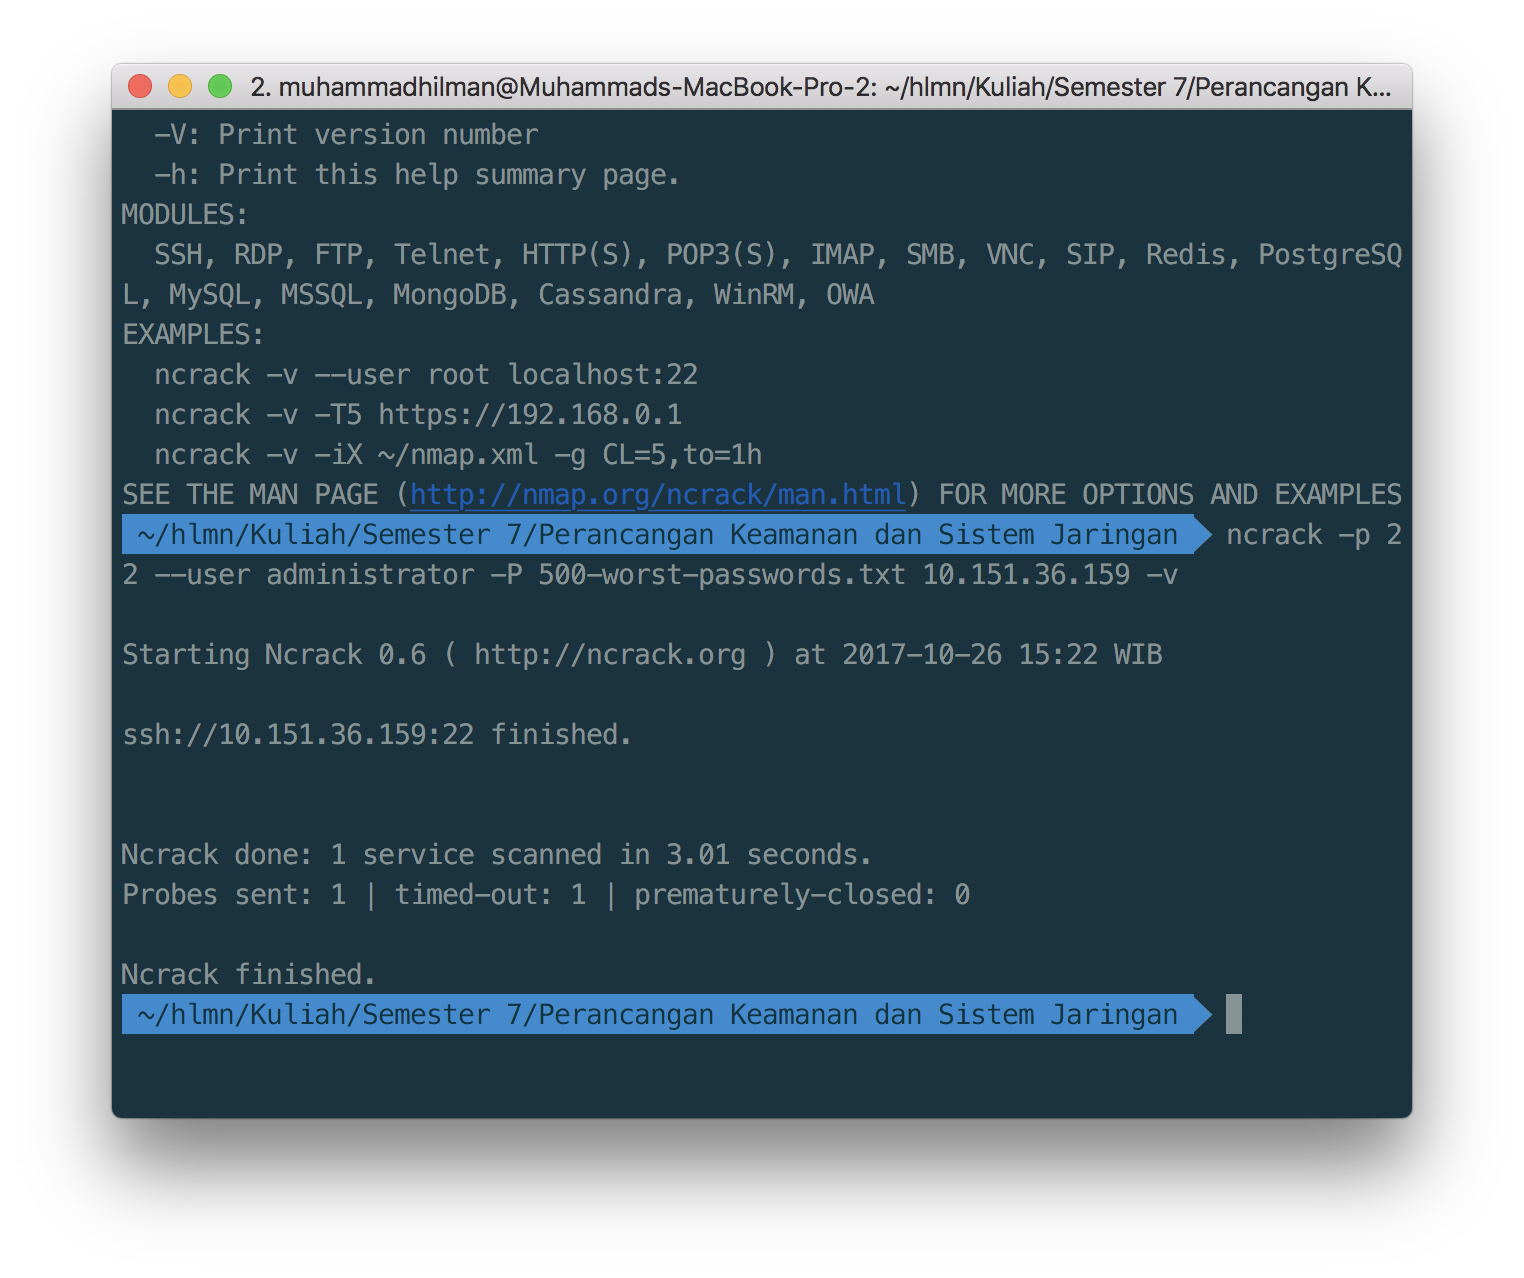 2. muhammadhilman@Muhammads-MacBook-Pro-2: ~/hlmn/Kuliah/Semester 7/Perancangan K...
-V: Print version number
-h: Print this help summary page.
MODULES:
SSH, RDP, FTP, Telnet, HTTP(S), POP3(S), IMAP, SMB, VNC, SIP, Redis, PostgreSQ
L, MySQL, MSSQL, MongoDB, Cassandra, WinRM, OWA
EXAMPLES:
ncrack -v --user root localhost:22
ncrack -v -T5 https://192.168.0.1
ncrack -v -iX ~/nmap.xml -g CL=5,to=1h
SEE THE MAN PAGE (http://nmap.org/ncrack/man.html) FOR MORE OPTIONS AND EXAMPLES
~/hlmn/Kuliah/Semester 7/Perancangan Keamanan dan Sistem Jaringan ncrack -p 2
2 --user administrator -P 500-worst-passwords.txt 10.151.36.159 -v
Starting Ncrack 0.6 ( http://ncrack.org ) at 2017-10-26 15:22 WIB
ssh://10.151.36.159:22 finished.
Ncrack done: 1 service scanned in 3.01 seconds.
Probes sent: 1 | timed-out: 1 | prematurely-closed: 0
Ncrack finished.
~/hlmn/Kuliah/Semester 7/Perancangan Keamanan dan Sistem Jaringan